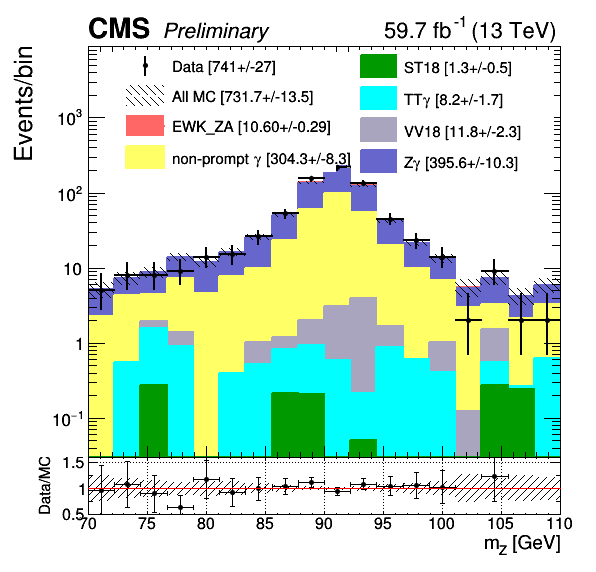 CMS Preliminary 59.7 fb⁻¹ (13 TeV)
Events/bin
Data [741+/-27]
All MC [731.7+/-13.5]
EWK_ZA [10.60+/-0.29]
non-prompt γ [304.3+/-8.3]
ST18 [1.3+/-0.5]
TTγ [8.2+/-1.7]
VV18 [11.8+/-2.3]
Zγ [395.6+/-10.3]
10³
10²
10
1
10⁻¹
Data/MC
1.5
1
0.5
70 75 80 85 90 95 100 105 110
m_Z [GeV]